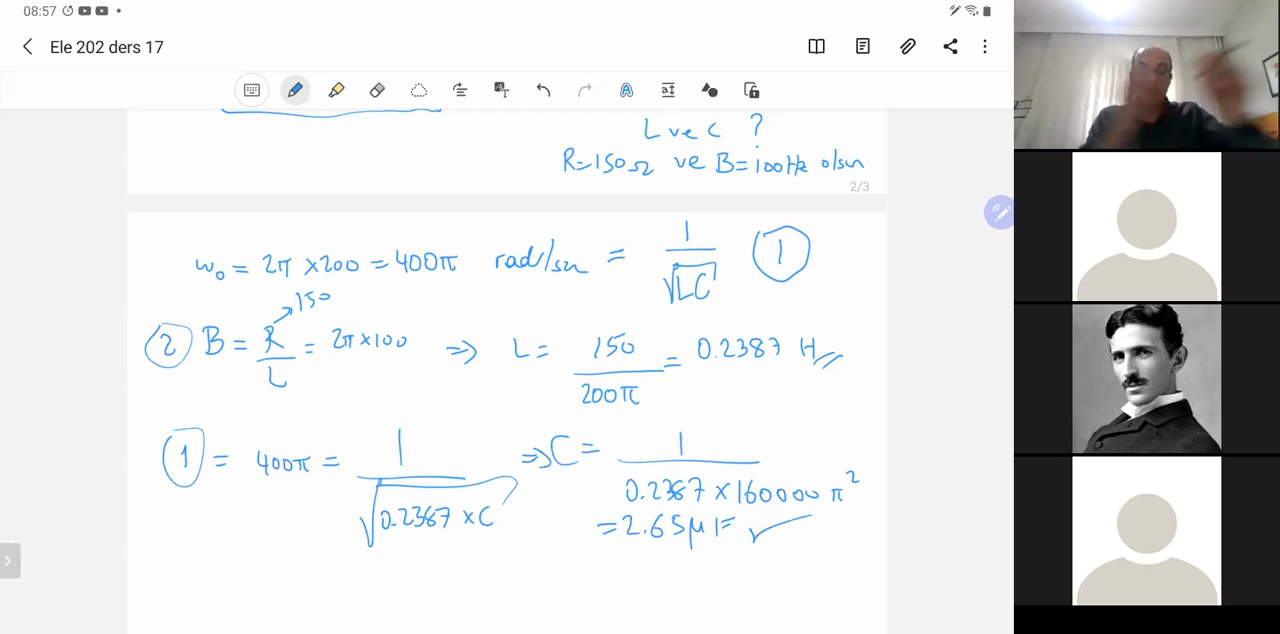 08:57
Ele 202 ders 17
L ve C ?
R=150Ω ve B=100Hz olsun
2/3
w₀ = 2π × 200 = 400π rad/sn = 1/√LC ①
→150
② B = R/L = 2π×100 ⇒ L = 150/200π = 0.2387 H
① = 400π = 1/√0.2387 × C ⇒ C = 1/0.2387 × 160000 π²
= 2.65μF ✓